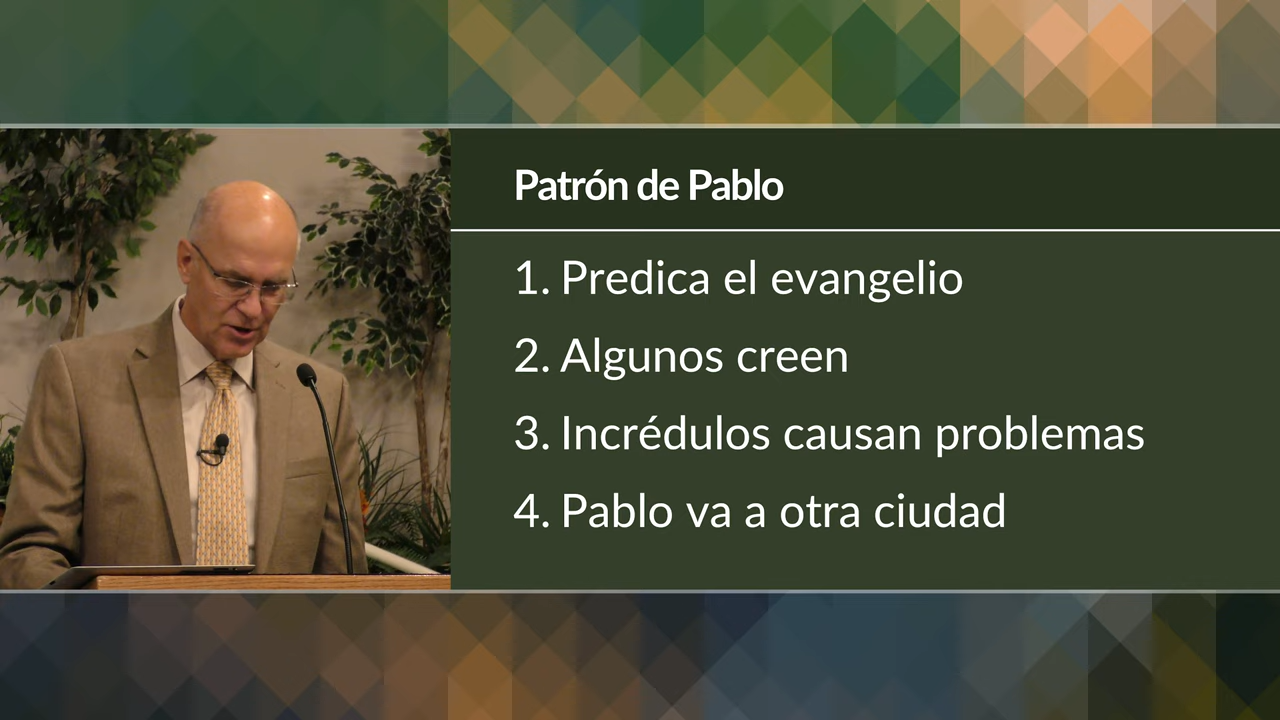 Patrón de Pablo
1. Predica el evangelio
2. Algunos creen
3. Incrédulos causan problemas
4. Pablo va a otra ciudad